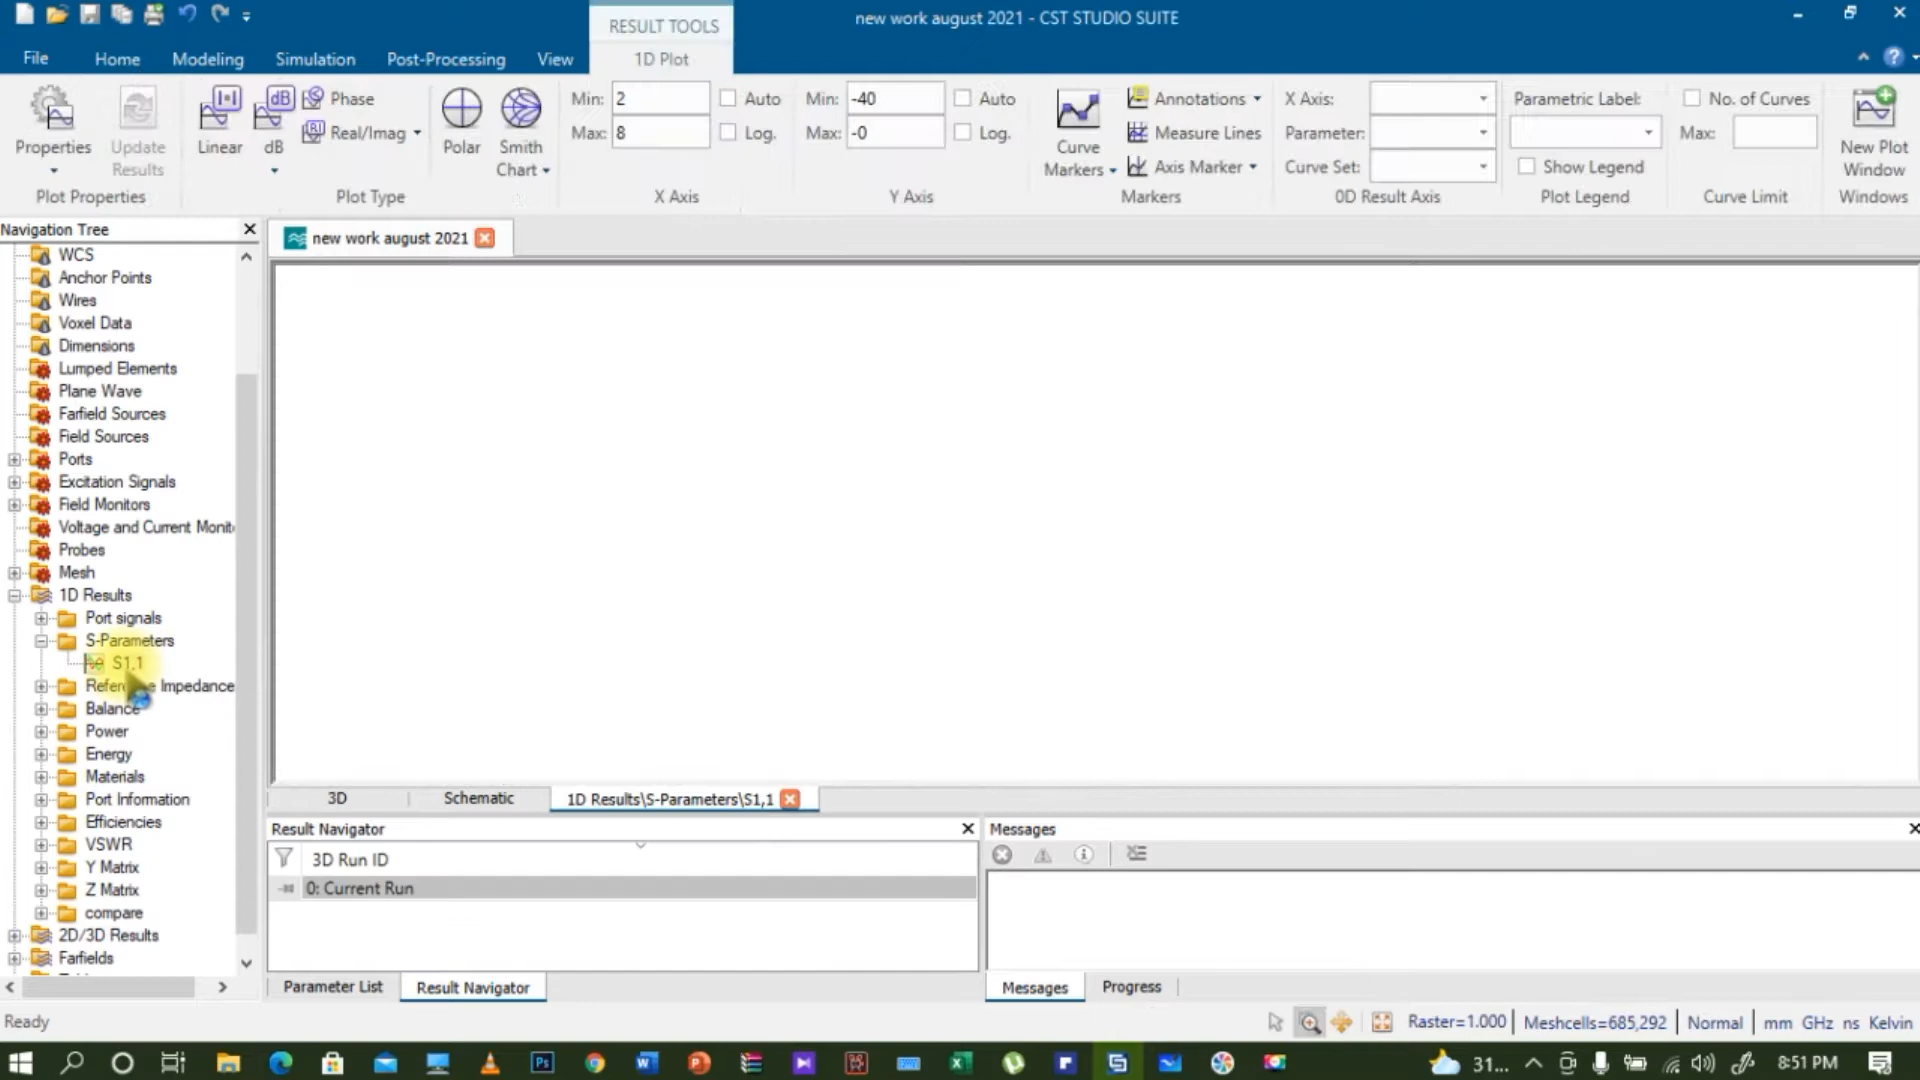 RESULT TOOLS
new work august 2021 - CST STUDIO SUITE
File
Home
Modeling
Simulation
Post-Processing
View
1D Plot
Properties
Update Results
Plot Properties
Linear
dB
dB
Phase
Real/Imag
Polar
Smith Chart
Plot Type
Min: 2
Auto
Max: 8
Log.
X Axis
Min: -40
Auto
Max: -0
Log.
Y Axis
Curve Markers
Annotations
Measure Lines
Axis Marker
Markers
X Axis:
Parameter:
Curve Set:
0D Result Axis
Parametric Label:
Show Legend
Plot Legend
No. of Curves
Max:
Curve Limit
New Plot Window
Windows
Navigation Tree
new work august 2021
WCS
Anchor Points
Wires
Voxel Data
Dimensions
Lumped Elements
Plane Wave
Farfield Sources
Field Sources
Ports
Excitation Signals
Field Monitors
Voltage and Current Monit
Probes
Mesh
1D Results
Port signals
S-Parameters
S1,1
Impedance
Balance
Power
Energy
Materials
Port Information
Efficiencies
VSWR
Y Matrix
Z Matrix
compare
2D/3D Results
Farfields
3D
Schematic
1D Results\S-Parameters\S1,1
Result Navigator
3D Run ID
0: Current Run
Parameter List
Result Navigator
Messages
Messages
Progress
Ready
Raster=1.000
Meshcells=685,292
Normal
mm GHz ns Kelvin
31...
8:51 PM